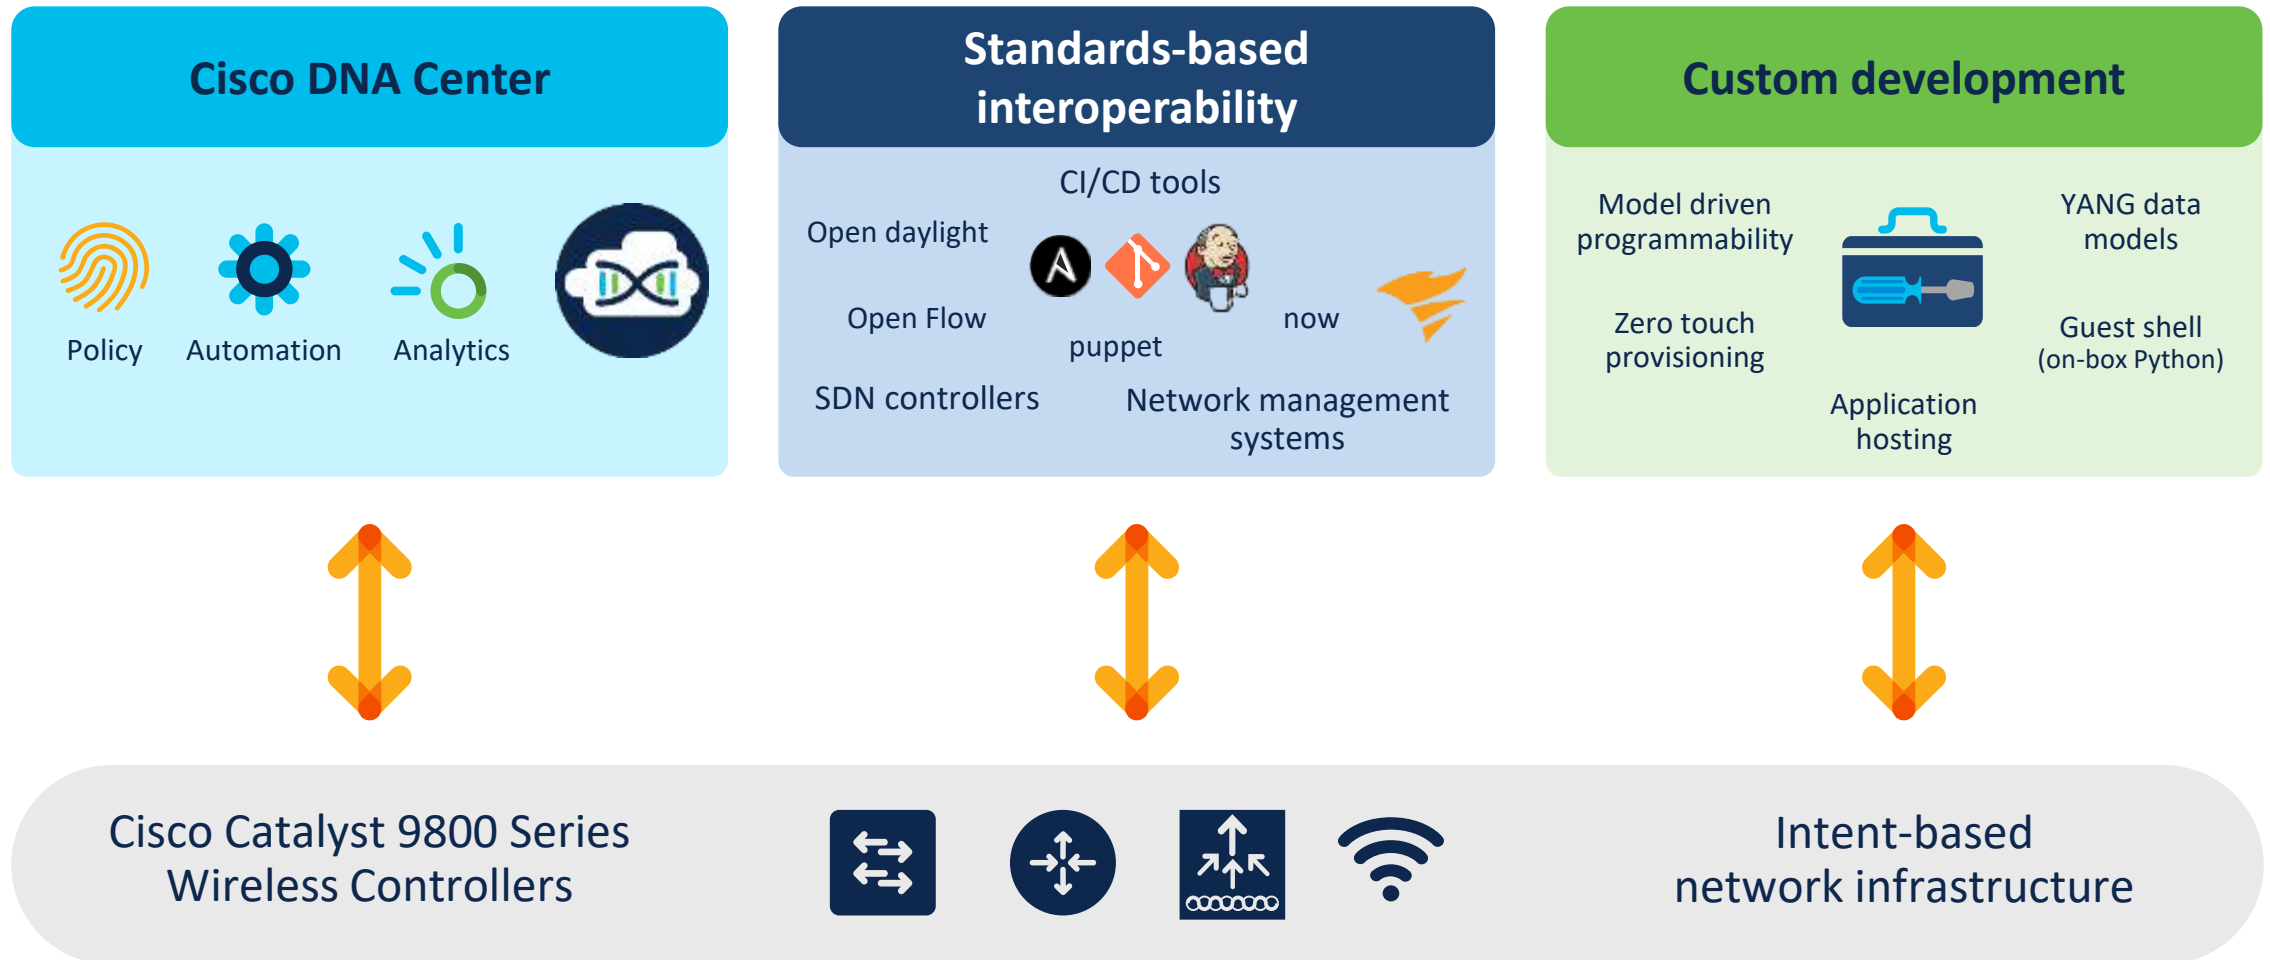 Cisco DNA Center
Policy
Automation
Analytics
Standards-based
interoperability
CI/CD tools
Open daylight
Open Flow
now
puppet
SDN controllers
Network management
systems
Custom development
Model driven
programmability
YANG data
models
Zero touch
provisioning
Guest shell
(on-box Python)
Application
hosting
Cisco Catalyst 9800 Series
Wireless Controllers
Intent-based
network infrastructure